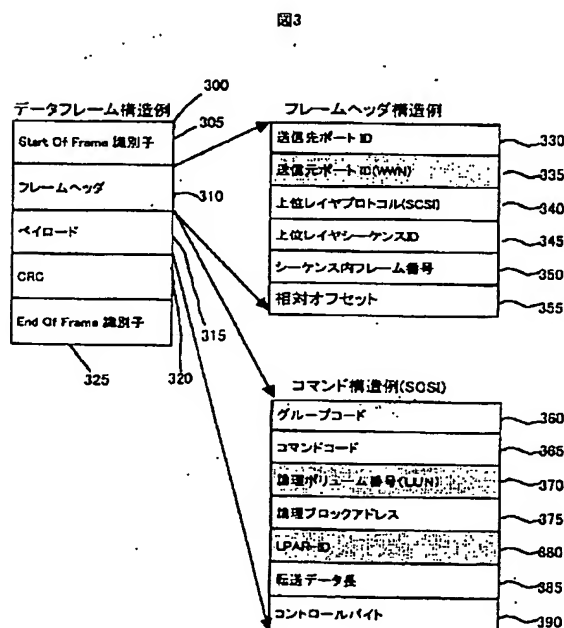 図3
データフレーム構造例
300
305
Start Of Frame 識別子
フレームヘッダ
310
ペイロード
CRC
315
End Of Frame 識別子
320
325
フレームヘッダ構造例
送信先ポート ID
330
送信元ポート ID(WWN)
335
上位レイヤプロトコル(SCSI)
340
上位レイヤシーケンスID
345
シーケンス内フレーム番号
350
相対オフセット
355
コマンド構造例(SCSI)
グループコード
360
コマンドコード
365
論理ボリューム番号(LUN)
370
論理ブロックアドレス
375
LPAR-ID
380
転送データ長
385
コントロールバイト
390